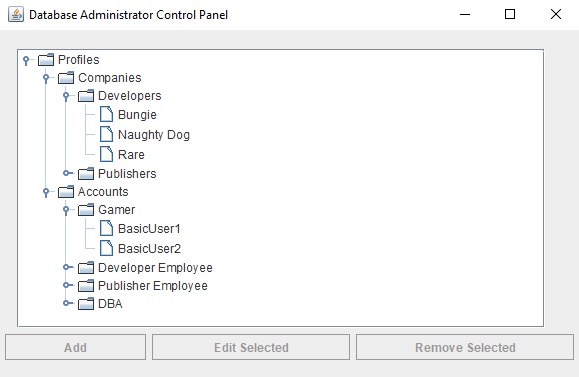 Database Administrator Control Panel
Profiles
Companies
Developers
Bungie
Naughty Dog
Rare
Publishers
Accounts
Gamer
BasicUser1
BasicUser2
Developer Employee
Publisher Employee
DBA
Add Edit Selected Remove Selected